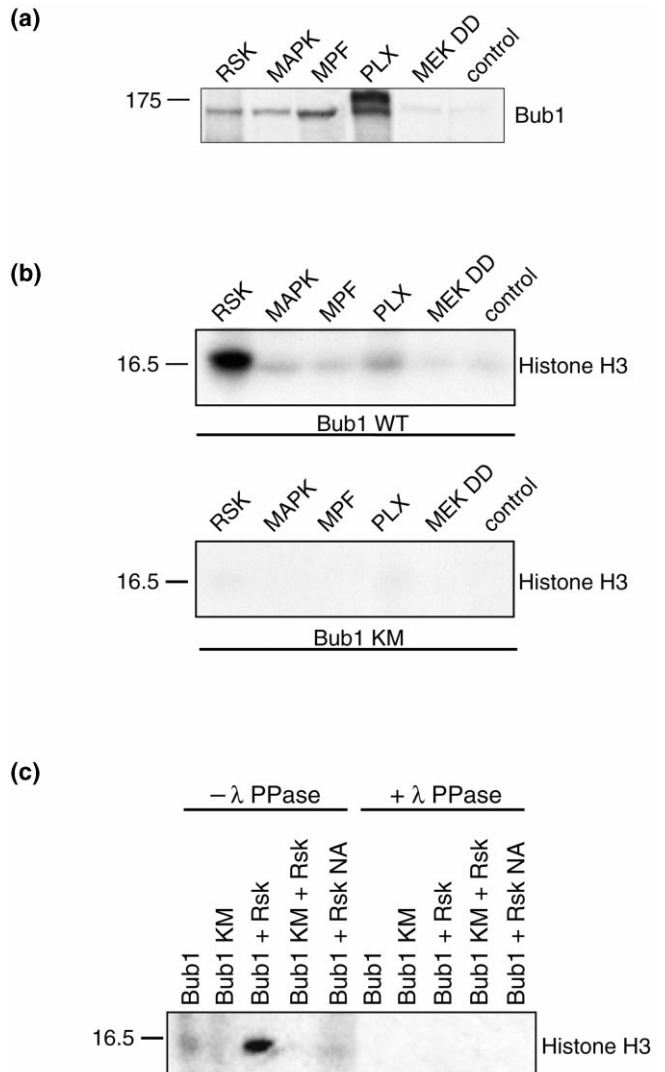 (a)
RSK MAPK MPF PLX MEK DD control
175
Bub1
(b)
RSK MAPK MPF PLX MEK DD control
16.5
Histone H3
Bub1 WT
RSK MAPK MPF PLX MEK DD control
16.5
Histone H3
Bub1 KM
(c)
– λ PPase + λ PPase
Bub1 Bub1 KM Bub1 + Rsk Bub1 KM + Rsk Bub1 + Rsk NA Bub1 Bub1 KM Bub1 + Rsk Bub1 KM + Rsk Bub1 + Rsk NA
16.5
Histone H3